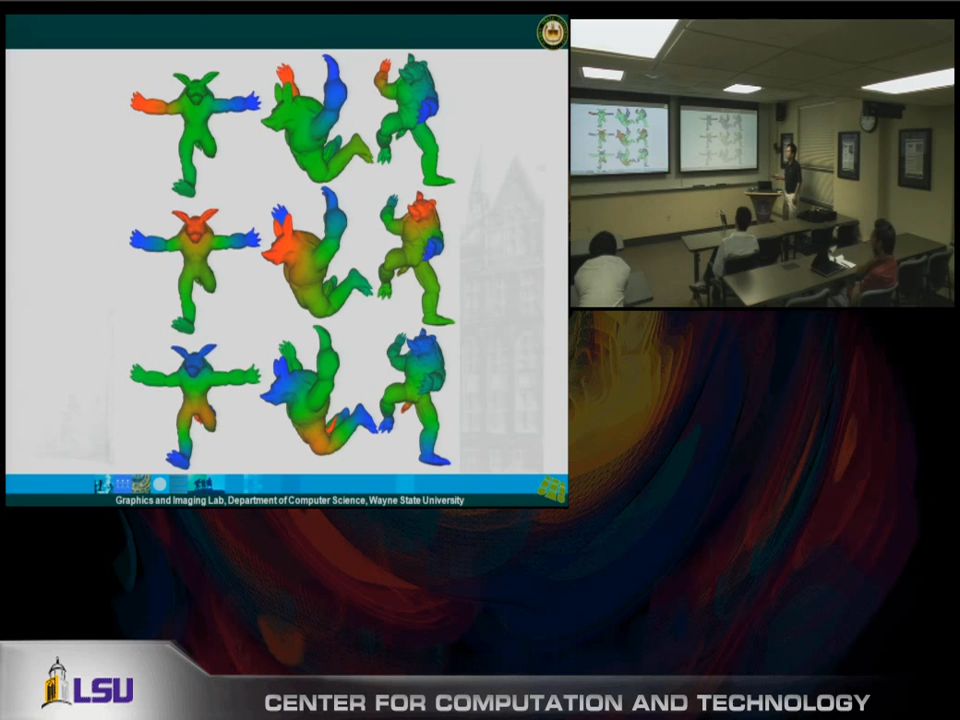 Graphics and Imaging Lab, Department of Computer Science, Wayne State University
LSU
CENTER FOR COMPUTATION AND TECHNOLOGY